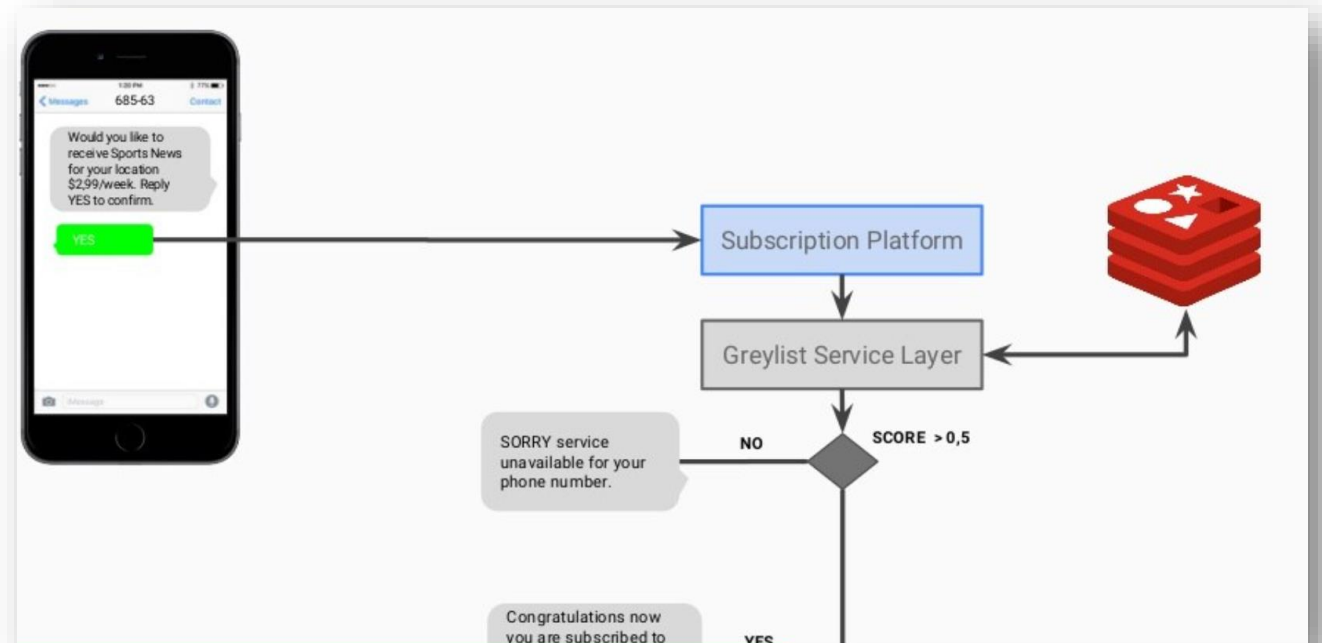 1:20 PM
77%
Messages
685-63
Contact
Would you like to
receive Sports News
for your location
$2,99/week. Reply
YES to confirm.
YES
iMessage
Subscription Platform
Greylist Service Layer
SCORE > 0,5
NO
SORRY service
unavailable for your
phone number.
Congratulations now
you are subscribed to
YES